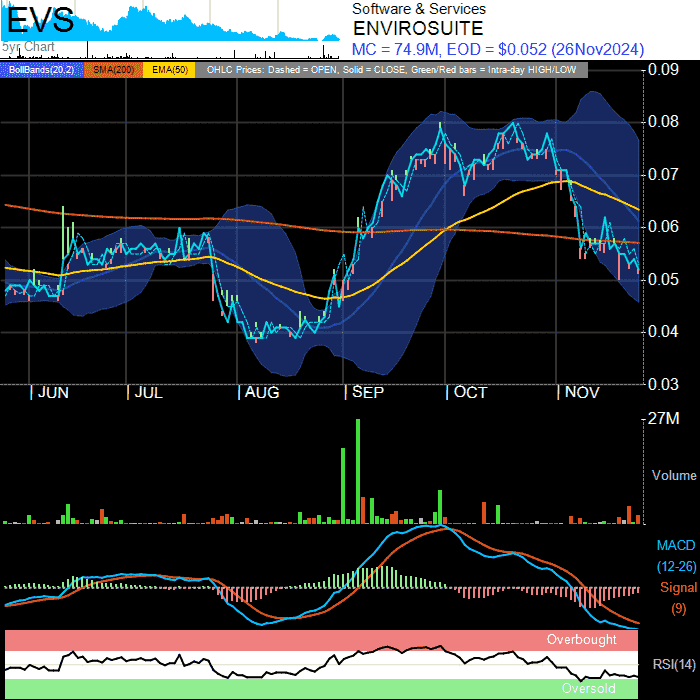 EVS
5yr Chart
Software & Services
ENVIROSUITE
MC = 74.9M, EOD = $0.052 (26Nov2024)
BollBands(20,2) SMA(200) EMA(50) OHLC Prices: Dashed = OPEN, Solid = CLOSE, Green/Red bars = Intra-day HIGH/LOW
0.09
0.08
0.07
0.06
0.05
0.04
0.03
JUN JUL AUG SEP OCT NOV
27M
Volume
MACD
(12-26)
Signal
(9)
Overbought
RSI(14)
Oversold